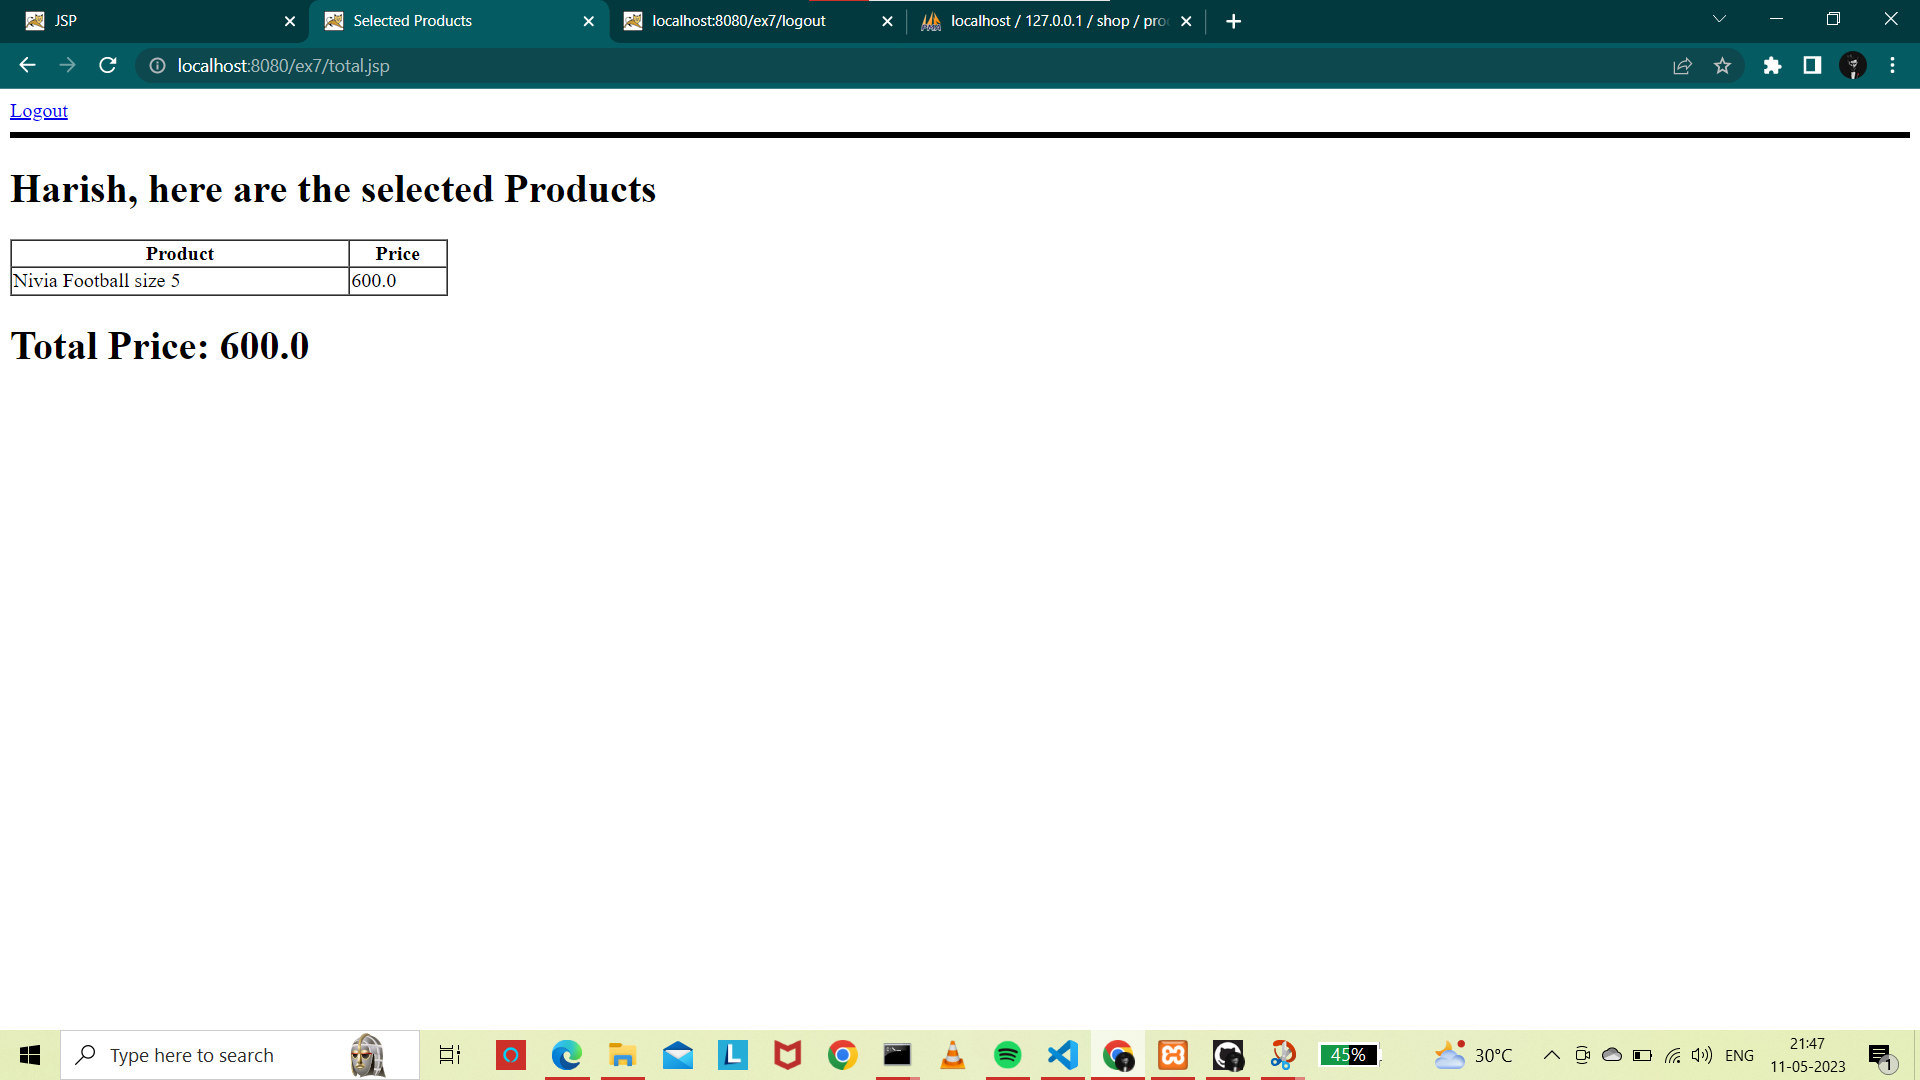 JSP
Selected Products
localhost:8080/ex7/logout
localhost / 127.0.0.1 / shop / pro
localhost:8080/ex7/total.jsp
Logout
Harish, here are the selected Products
Product Price
Nivia Football size 5 600.0
Total Price: 600.0
Type here to search
L
45%
30°C
ENG
21:47
11-05-2023
1